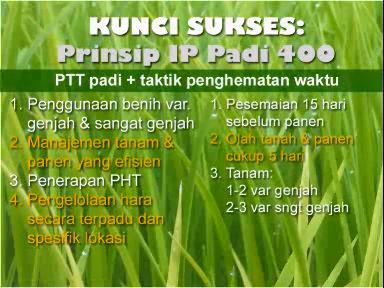 KUNCI SUKSES:
Prinsip IP Padi 400
PTT padi + taktik penghematan waktu
1. Penggunaan benih var.
genjah & sangat genjah
2. Manajemen tanam &
panen yang efisien
3. Penerapan PHT
4. Pengelolaan hara
secara terpadu dan
spesifik lokasi
1. Pesemaian 15 hari
sebelum panen
2. Olah tanah & panen
cukup 5 hari
3. Tanam:
1-2 var genjah
2-3 var sngt genjah